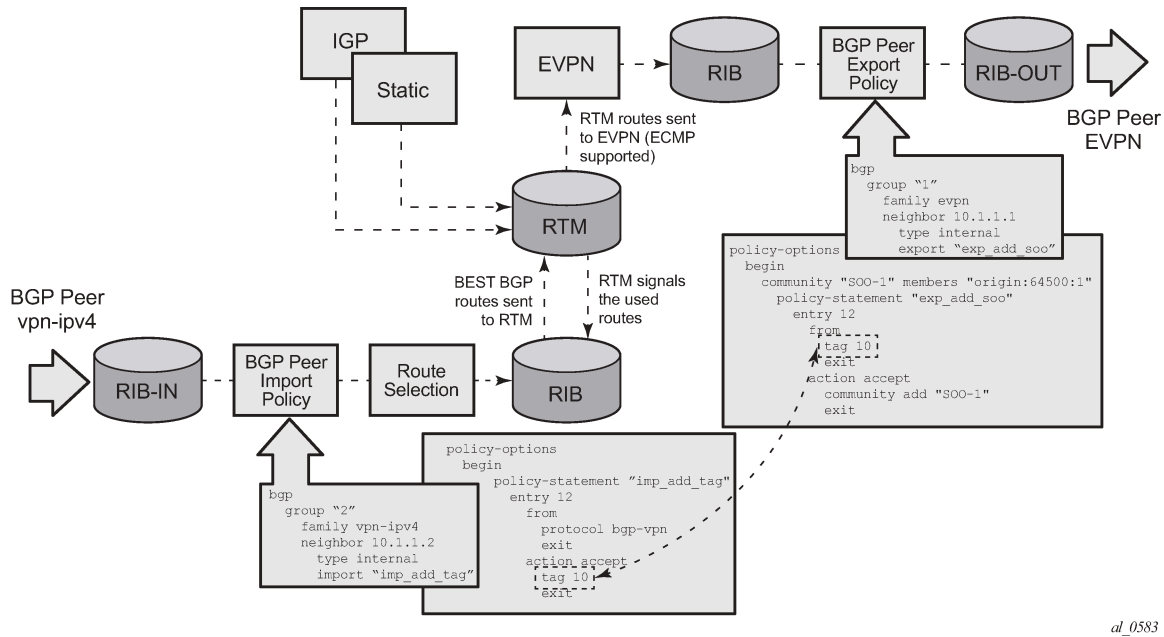 IGP
Static
EVPN
RIB
BGP Peer
Export
Policy
RIB-OUT
BGP Peer
EVPN
RTM routes sent
to EVPN (ECMP
supported)
RTM
BEST BGP
routes sent
to RTM
RTM signals
the used
routes
BGP Peer
vpn-ipv4
RIB-IN
BGP Peer
Import
Policy
Route
Selection
RIB
bgp
group “1”
family evpn
neighbor 10.1.1.1
type internal
export “exp_add_soo”
policy-options
begin
community "SOO-1" members "origin:64500:1"
policy-statement "exp_add_soo"
entry 12
from
tag 10
exit
action accept
community add "SOO-1"
exit
policy-options
begin
policy-statement ”imp_add_tag"
entry 12
from
protocol bgp-vpn
exit
action accept
tag 10
exit
bgp
group “2”
family vpn-ipv4
neighbor 10.1.1.2
type internal
import “imp_add_tag”
al_0583